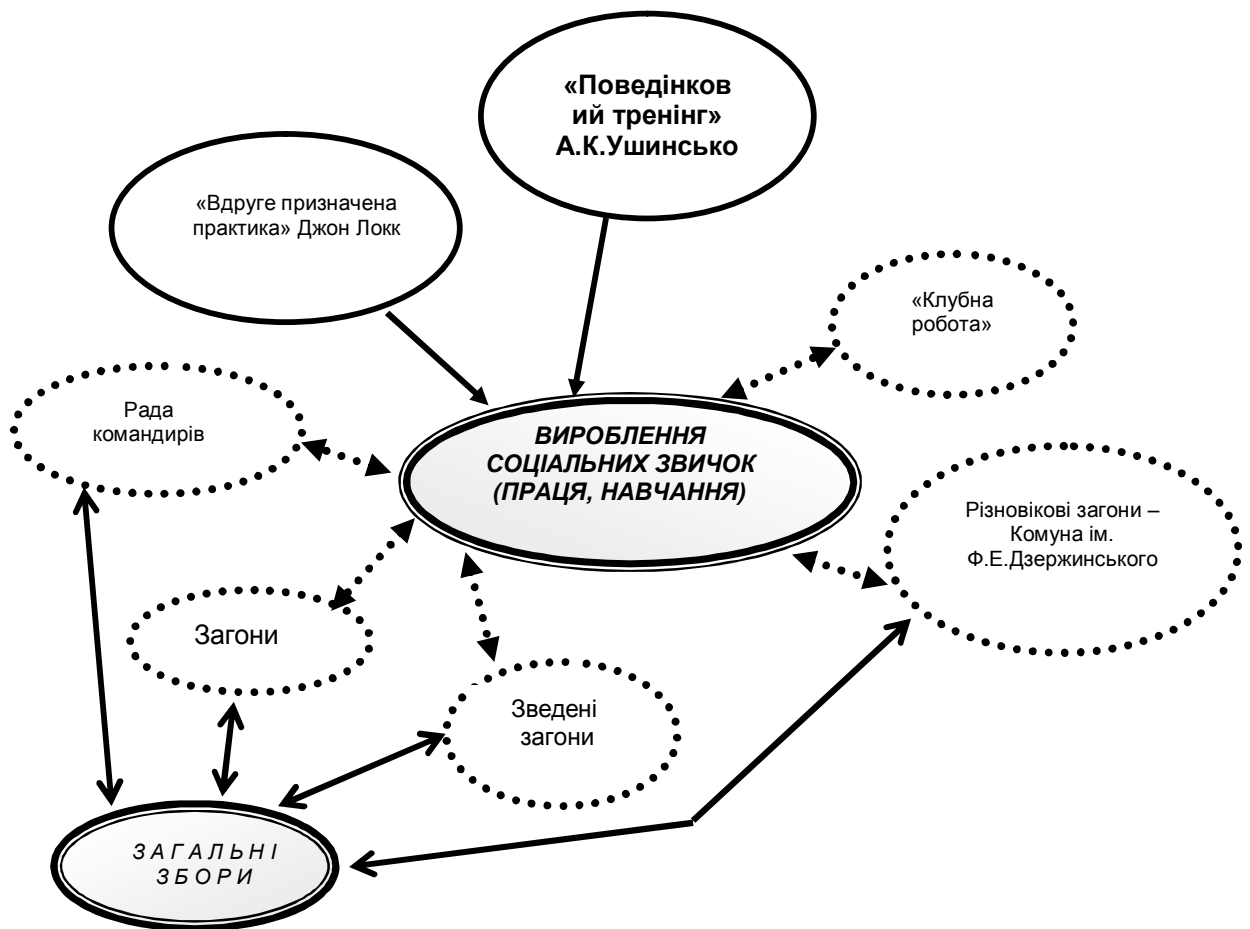 «Поведінков
ий тренінг»
А.К.Ушинсько
«Вдруге призначена
практика» Джон Локк
«Клубна
робота»
Рада
командирів
ВИРОБЛЕННЯ
СОЦІАЛЬНИХ ЗВИЧОК
(ПРАЦЯ, НАВЧАННЯ)
Різновікові загони –
Комуна ім.
Ф.Е.Дзержинського
Загони
Зведені
загони
З А Г А Л Ь Н І
З Б О Р И